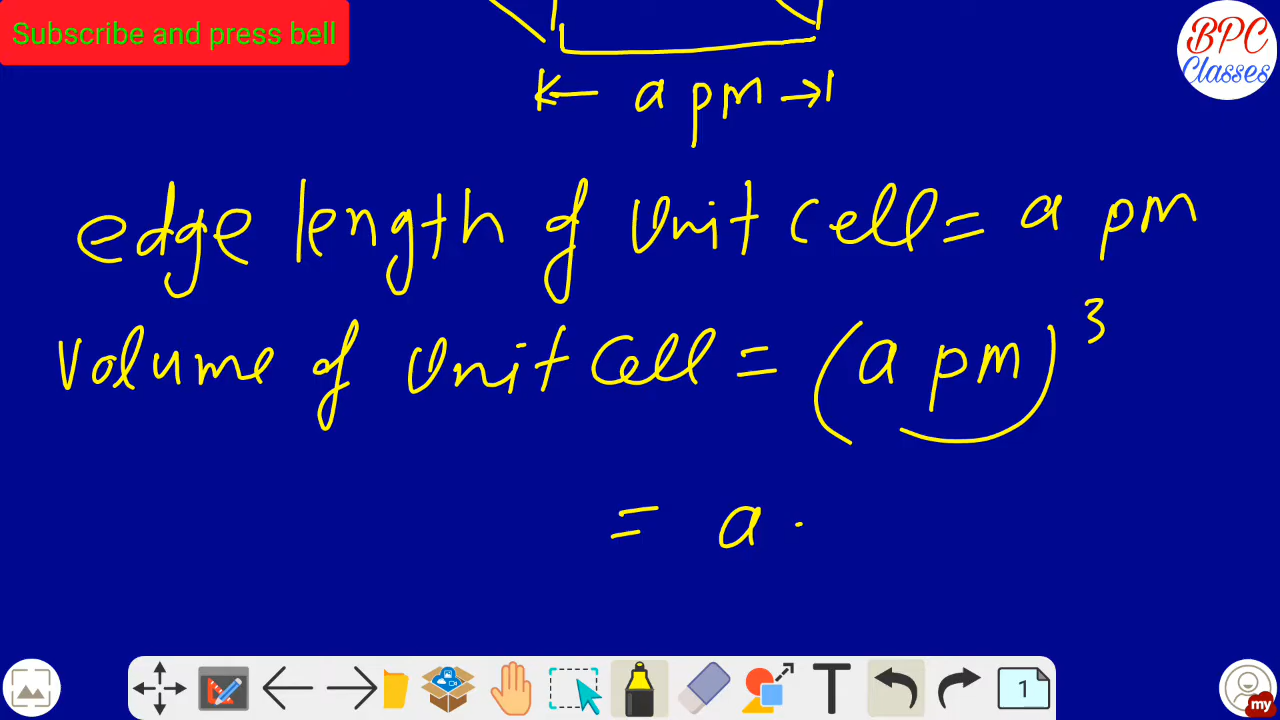 Subscribe and press bell
BPC
Classes
a pm
edge length of Unit cell = a pm
Volume of Unit Cell = (a pm)³
= a .
T
1
my